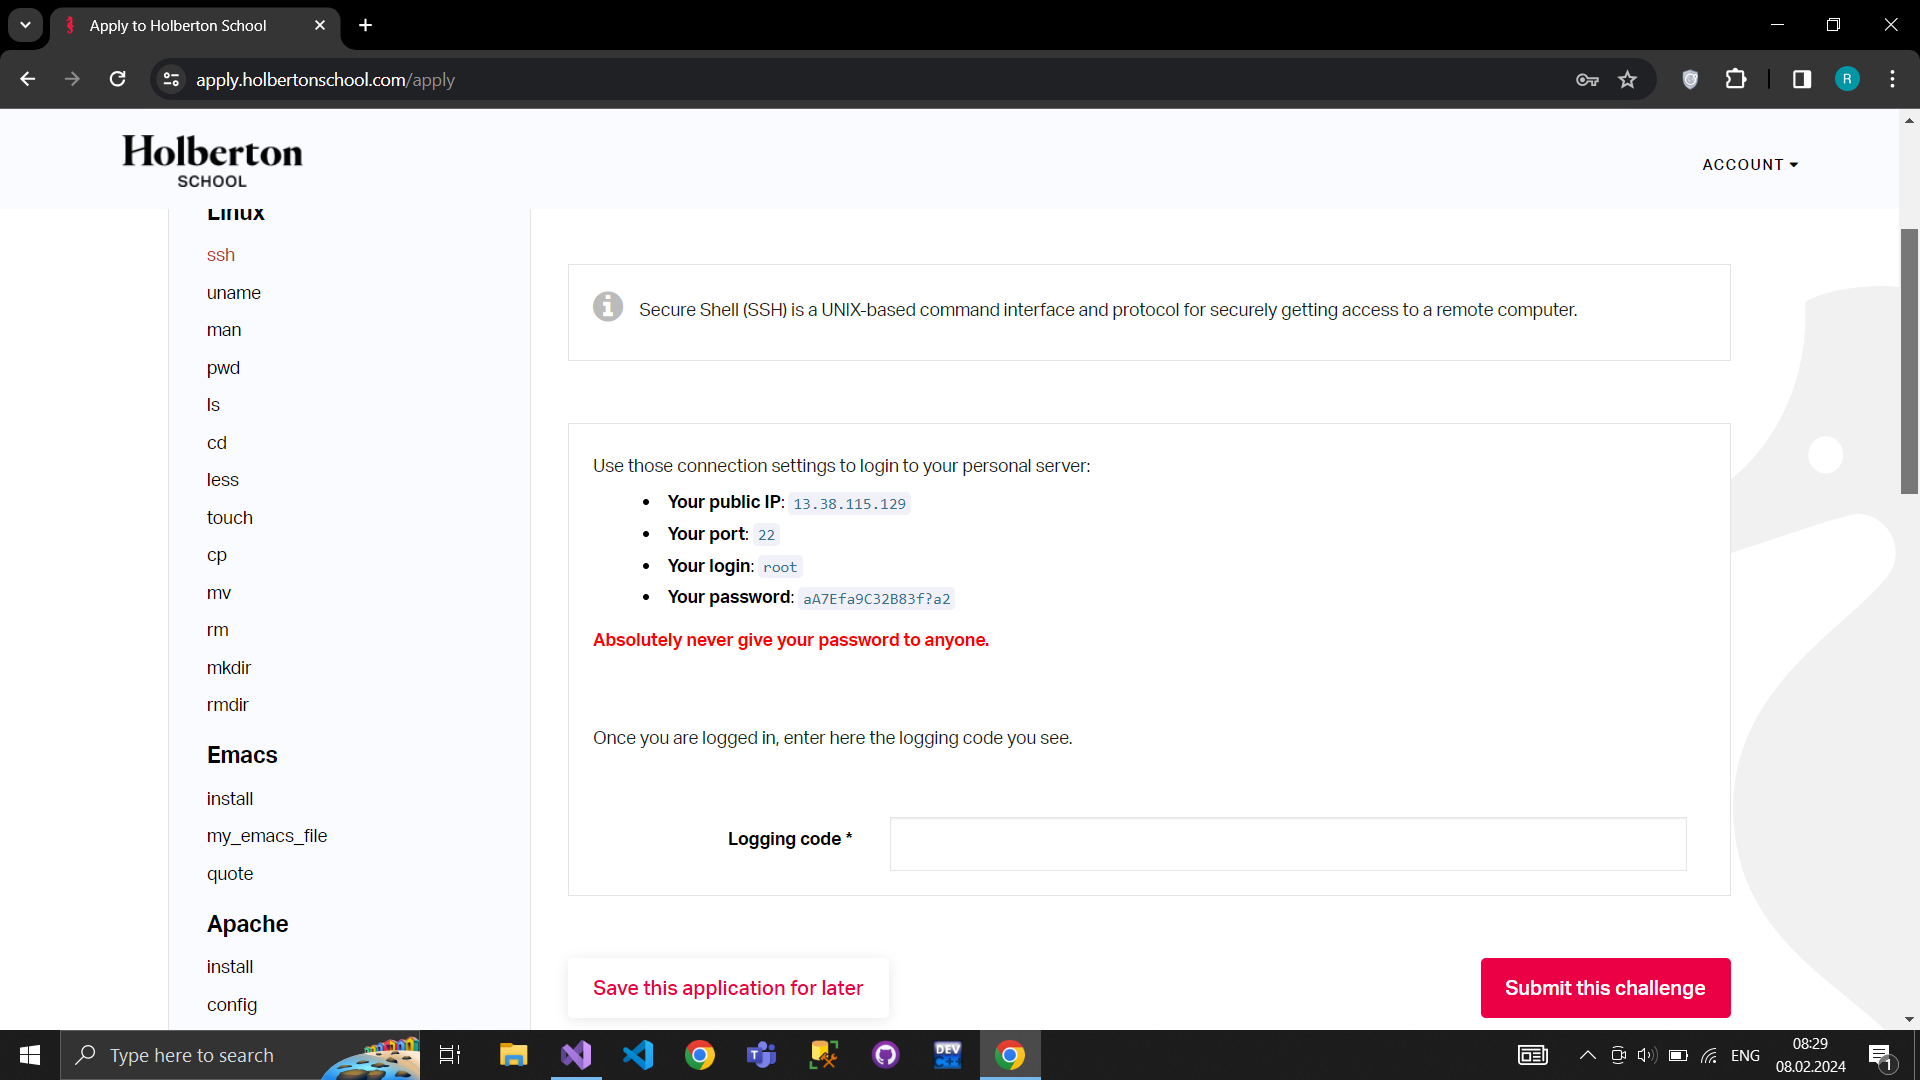 Apply to Holberton School
apply.holbertonschool.com/apply
R
Holberton
SCHOOL
ACCOUNT
Linux
ssh
uname
man
pwd
ls
cd
less
touch
cp
mv
rm
mkdir
rmdir
Emacs
install
my_emacs_file
quote
Apache
install
config
Secure Shell (SSH) is a UNIX-based command interface and protocol for securely getting access to a remote computer.
Use those connection settings to login to your personal server:
• Your public IP: 13.38.115.129
• Your port: 22
• Your login: root
• Your password: aA7Efa9C32B83f?a2
Absolutely never give your password to anyone.
Once you are logged in, enter here the logging code you see.
Logging code *
Save this application for later
Submit this challenge
Type here to search
T
DEV
C++
ENG
08:29
08.02.2024
1